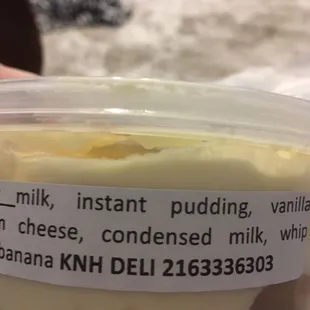 milk, instant pudding, vanilla
cheese, condensed milk, whip
banana KNH DELI 2163336303